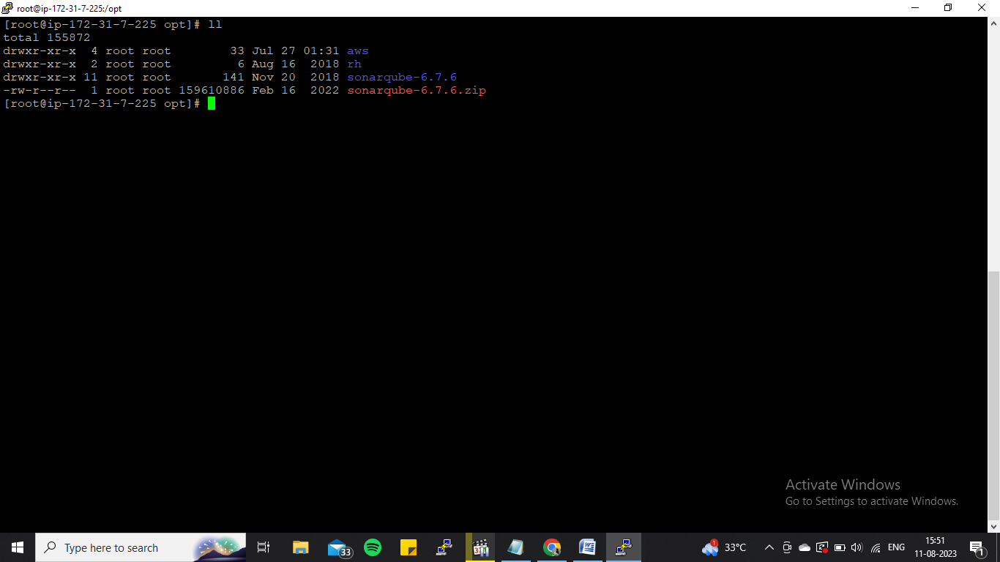 root@ip-172-31-7-225:/opt
[root@ip-172-31-7-225 opt]# ll
total 155872
drwxr-xr-x  4 root root        33 Jul 27 01:31 aws
drwxr-xr-x  2 root root         6 Aug 16  2018 rh
drwxr-xr-x 11 root root       141 Nov 20  2018 sonarqube-6.7.6
-rw-r--r--  1 root root 159610886 Feb 16  2022 sonarqube-6.7.6.zip
[root@ip-172-31-7-225 opt]#
Activate Windows
Go to Settings to activate Windows.
Type here to search
33
321
1
33°C
ENG
15:51
11-08-2023
1